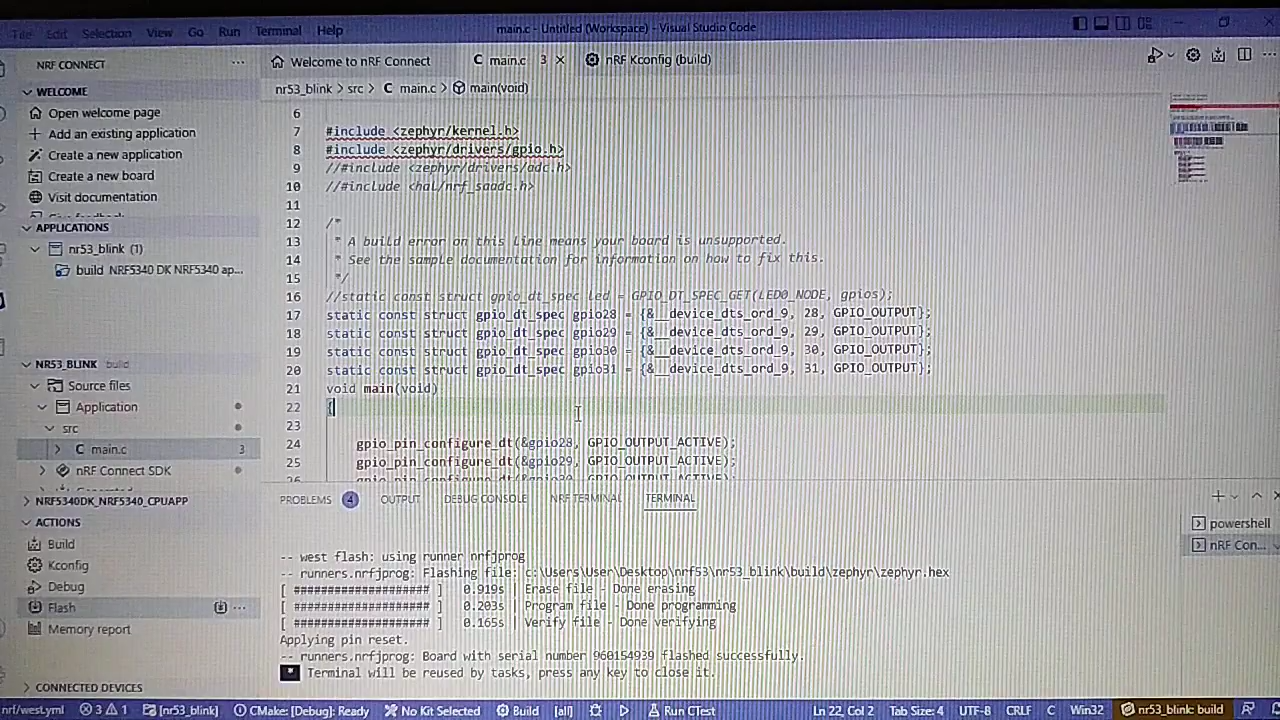 File Edit Selection View Go Run Terminal Help
main.c - Untitled (Workspace) - Visual Studio Code
NRF CONNECT
WELCOME
Open welcome page
Add an existing application
Create a new application
Create a new board
Visit documentation
APPLICATIONS
nr53_blink (1)
build NRF5340 DK NRF5340 ap...
NR53_BLINK build
Source files
Application
src
main.c 3
nRF Connect SDK
NRF5340DK_NRF5340_CPUAPP
ACTIONS
Build
Kconfig
Debug
Flash
Memory report
CONNECTED DEVICES
Welcome to nRF Connect
C main.c 3
nRF Kconfig (build)
nr53_blink > src > C main.c > main(void)
6
7 #include <zephyr/kernel.h>
8 #include <zephyr/drivers/gpio.h>
9 //#include <zephyr/drivers/adc.h>
10 //#include <hal/nrf_saadc.h>
11
12 /*
13 * A build error on this line means your board is unsupported.
14 * See the sample documentation for information on how to fix this.
15 */
16 //static const struct gpio_dt_spec led = GPIO_DT_SPEC_GET(LED0_NODE, gpios);
17 static const struct gpio_dt_spec gpio28 = {&__device_dts_ord_9, 28, GPIO_OUTPUT};
18 static const struct gpio_dt_spec gpio29 = {&__device_dts_ord_9, 29, GPIO_OUTPUT};
19 static const struct gpio_dt_spec gpio30 = {&__device_dts_ord_9, 30, GPIO_OUTPUT};
20 static const struct gpio_dt_spec gpio31 = {&__device_dts_ord_9, 31, GPIO_OUTPUT};
21 void main(void)
22 {
23
24 gpio_pin_configure_dt(&gpio28, GPIO_OUTPUT_ACTIVE);
25 gpio_pin_configure_dt(&gpio29, GPIO_OUTPUT_ACTIVE);
PROBLEMS 4 OUTPUT DEBUG CONSOLE NRF TERMINAL TERMINAL
powershell
nRF Con...
-- west flash: using runner nrfjprog
-- runners.nrfjprog: Flashing file: c:\Users\User\Desktop\nrf53\nr53_blink\build\zephyr\zephyr.hex
[ #################### ] 0.919s | Erase file - Done erasing
[ #################### ] 0.203s | Program file - Done programming
[ #################### ] 0.165s | Verify file - Done verifying
Applying pin reset.
-- runners.nrfjprog: Board with serial number 960154939 flashed successfully.
* Terminal will be reused by tasks, press any key to close it.
nrf/west.yml 3 1 [nr53_blink] CMake: [Debug]: Ready No Kit Selected Build [all] Run CTest Ln 22, Col 2 Tab Size: 4 UTF-8 CRLF C Win32 nr53_blink: build